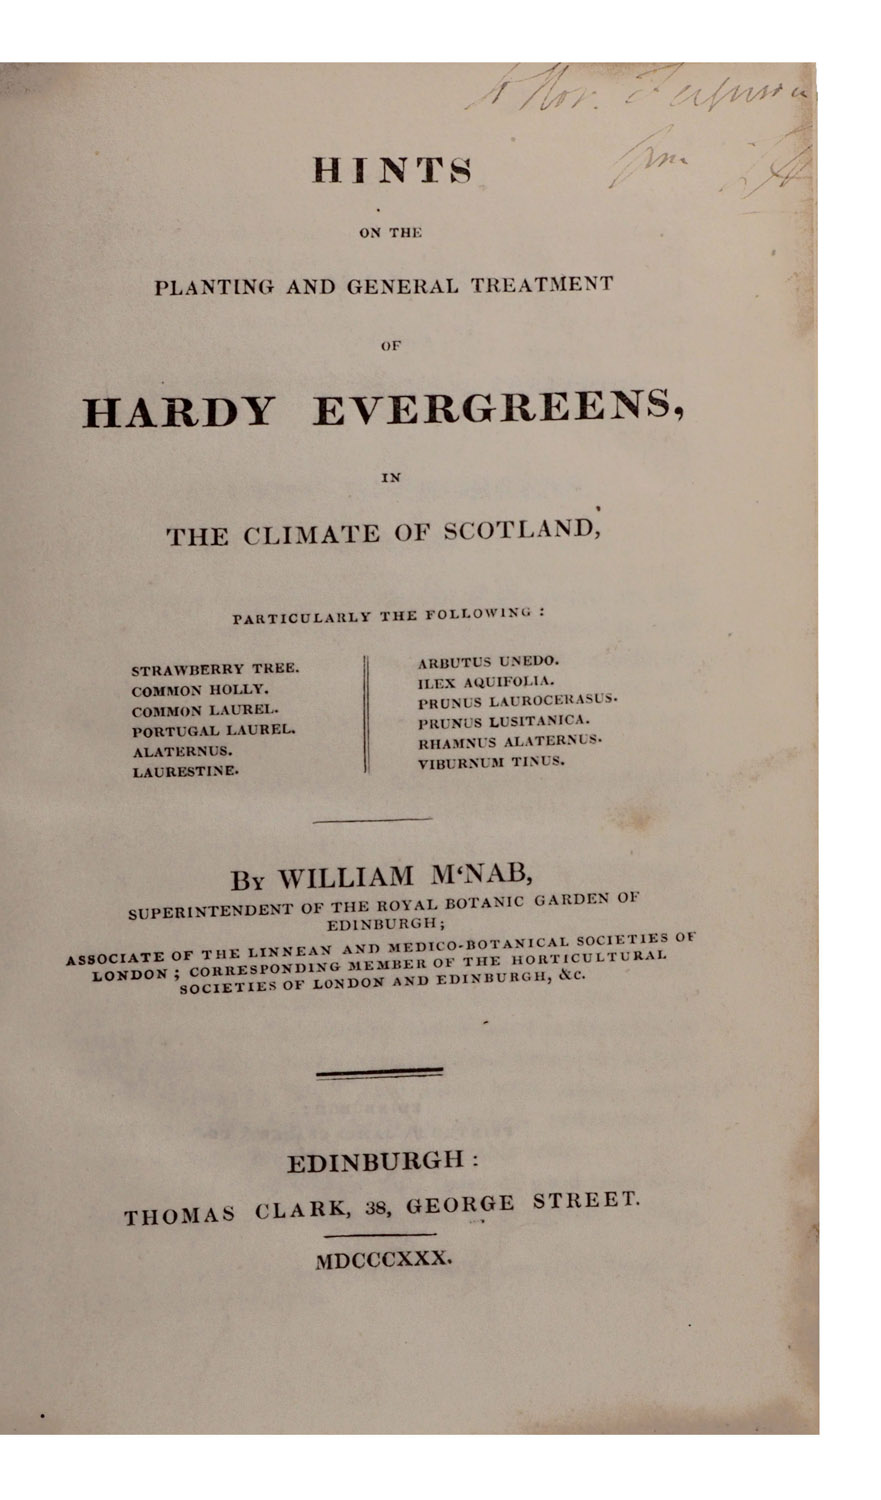 to Mor. Ferguson
from
HINTS
ON THE
PLANTING AND GENERAL TREATMENT
OF
HARDY EVERGREENS,
IN
THE CLIMATE OF SCOTLAND,
PARTICULARLY THE FOLLOWING :
STRAWBERRY TREE. ARBUTUS UNEDO.
COMMON HOLLY. ILEX AQUIFOLIA.
COMMON LAUREL. PRUNUS LAUROCERASUS.
PORTUGAL LAUREL. PRUNUS LUSITANICA.
ALATERNUS. RHAMNUS ALATERNUS.
LAURESTINE. VIBURNUM TINUS.
BY WILLIAM M‘NAB,
SUPERINTENDENT OF THE ROYAL BOTANIC GARDEN OF
EDINBURGH;
ASSOCIATE OF THE LINNEAN AND MEDICO-BOTANICAL SOCIETIES OF
LONDON ; CORRESPONDING MEMBER OF THE HORTICULTURAL
SOCIETIES OF LONDON AND EDINBURGH, &C.
EDINBURGH :
THOMAS CLARK, 38, GEORGE STREET.
MDCCCXXX.